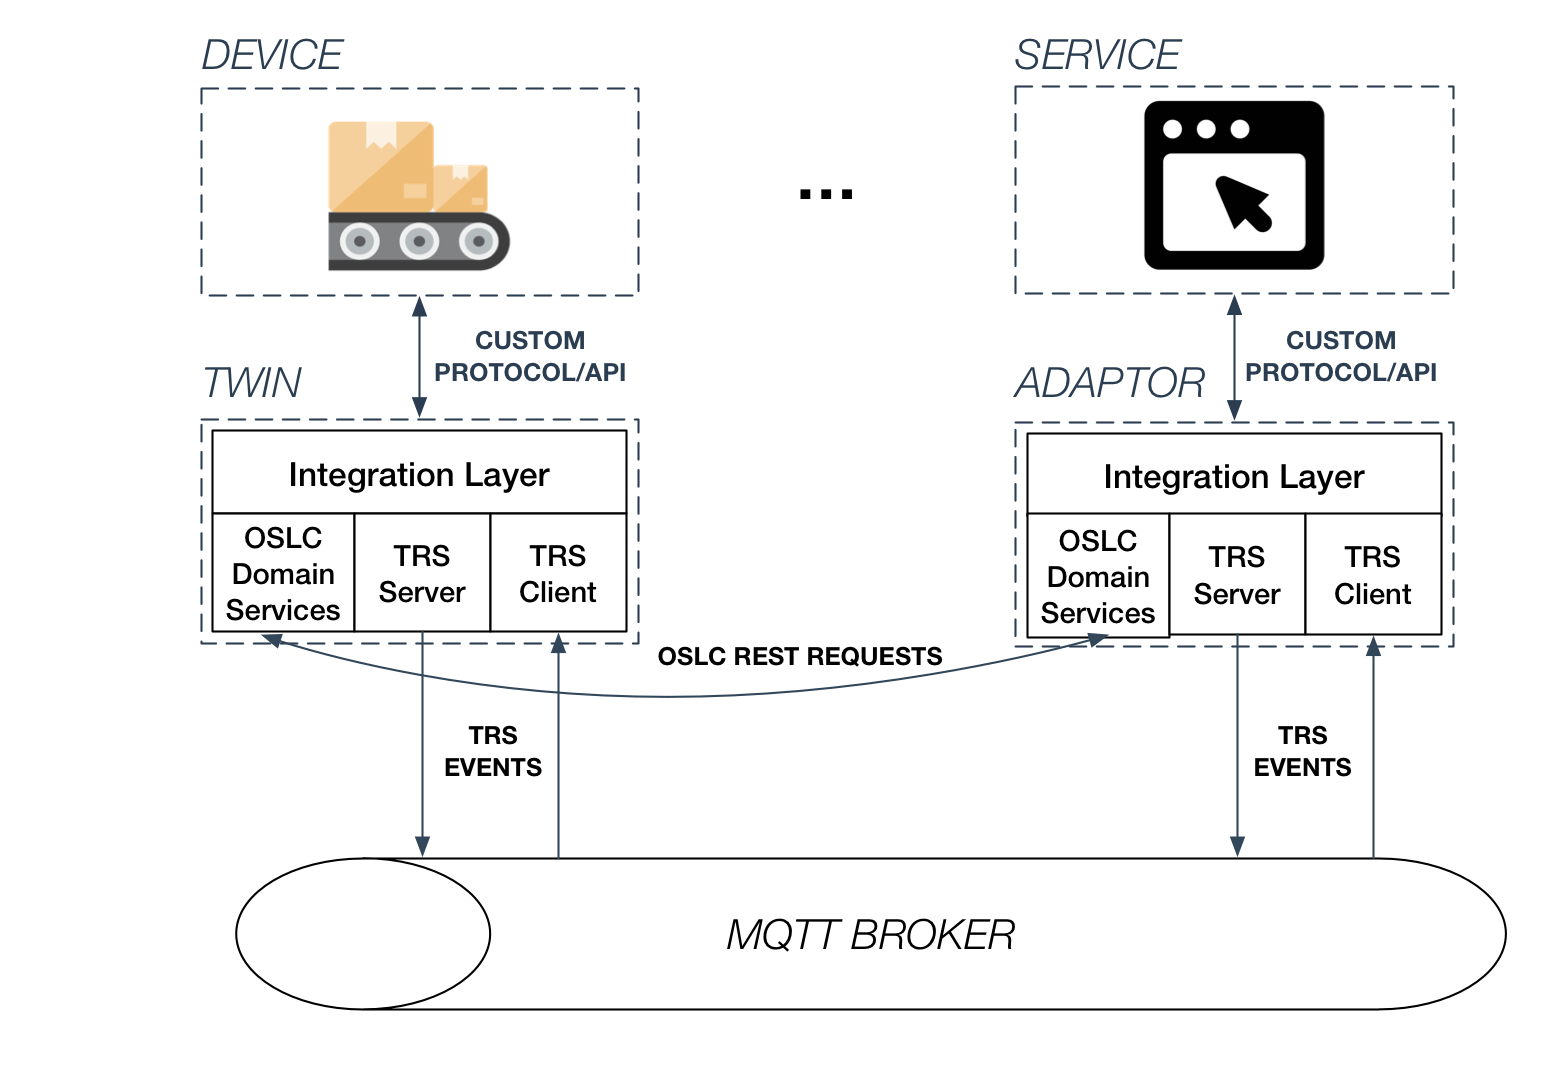 DEVICE
SERVICE
...
CUSTOM
PROTOCOL/API
CUSTOM
PROTOCOL/API
TWIN
ADAPTOR
Integration Layer
OSLC
Domain
Services
TRS
Server
TRS
Client
Integration Layer
OSLC
Domain
Services
TRS
Server
TRS
Client
OSLC REST REQUESTS
TRS
EVENTS
TRS
EVENTS
MQTT BROKER